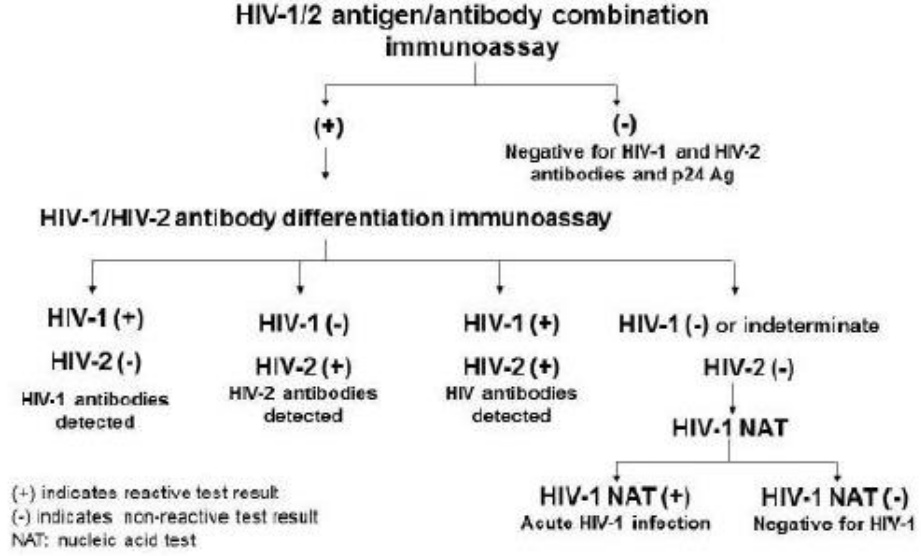 HIV-1/2 antigen/antibody combination
immunoassay
(+)
(-)
Negative for HIV-1 and HIV-2
antibodies and p24 Ag
HIV-1/HIV-2 antibody differentiation immunoassay
HIV-1 (+)
HIV-2 (-)
HIV-1 antibodies
detected
HIV-1 (-)
HIV-2 (+)
HIV-2 antibodies
detected
HIV-1 (+)
HIV-2 (+)
HIV antibodies
detected
HIV-1 (-) or indeterminate
HIV-2 (-)
HIV-1 NAT
HIV-1 NAT (+)
Acute HIV-1 infection
HIV-1 NAT (-)
Negative for HIV-1
(+) indicates reactive test result
(-) indicates non-reactive test result
NAT: nucleic acid test